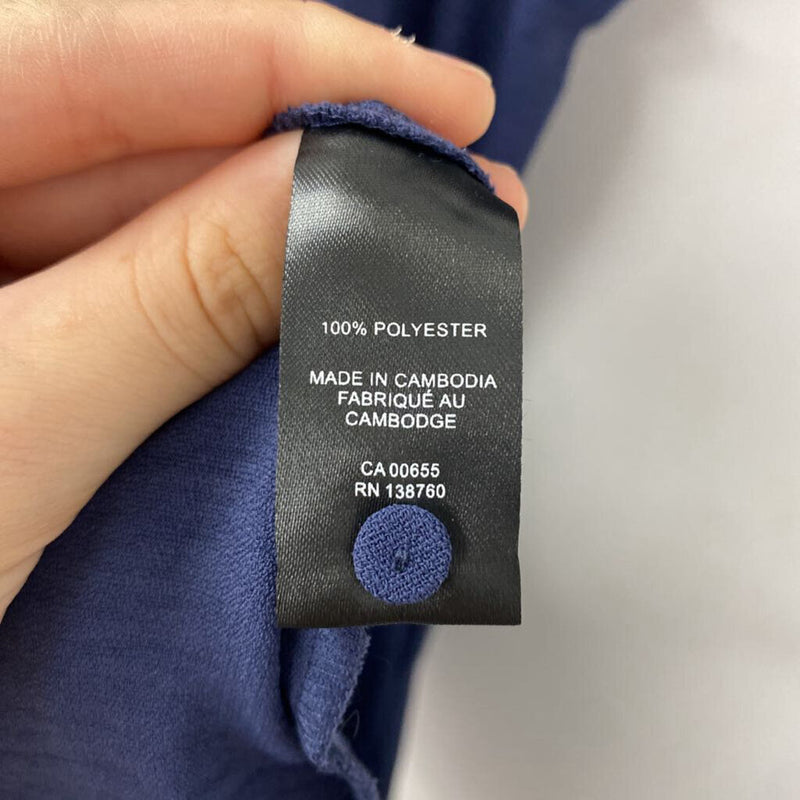 100% POLYESTER
MADE IN CAMBODIA
FABRIQUÉ AU
CAMBODGE
CA 00655
RN 138760